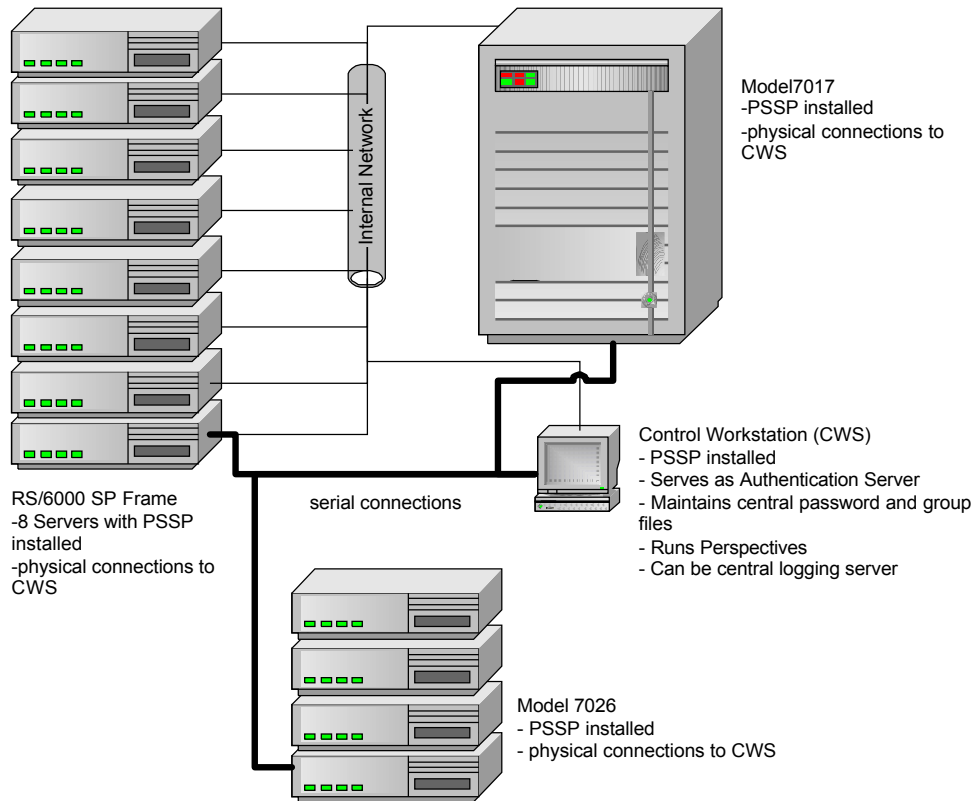 Model7017
-PSSP installed
-physical connections to
CWS
Internal Network
RS/6000 SP Frame
-8 Servers with PSSP
installed
-physical connections to
CWS
serial connections
Control Workstation (CWS)
- PSSP installed
- Serves as Authentication Server
- Maintains central password and group
files
- Runs Perspectives
- Can be central logging server
Model 7026
- PSSP installed
- physical connections to CWS